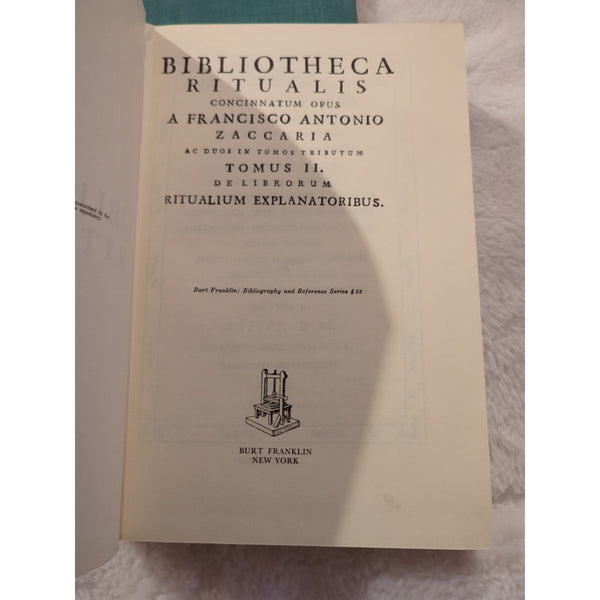 BIBLIOTHECA
RITUALIS
CONCINNATUM OPUS
A FRANCISCO ANTONIO
ZACCARIA
AC DUOS IN TOMOS TRIBUTUM
TOMUS II.
DE LIBRORUM
RITUALIUM EXPLANATORIBUS.
Burt Franklin: Bibliography and Reference Series #68
BURT FRANKLIN
NEW YORK